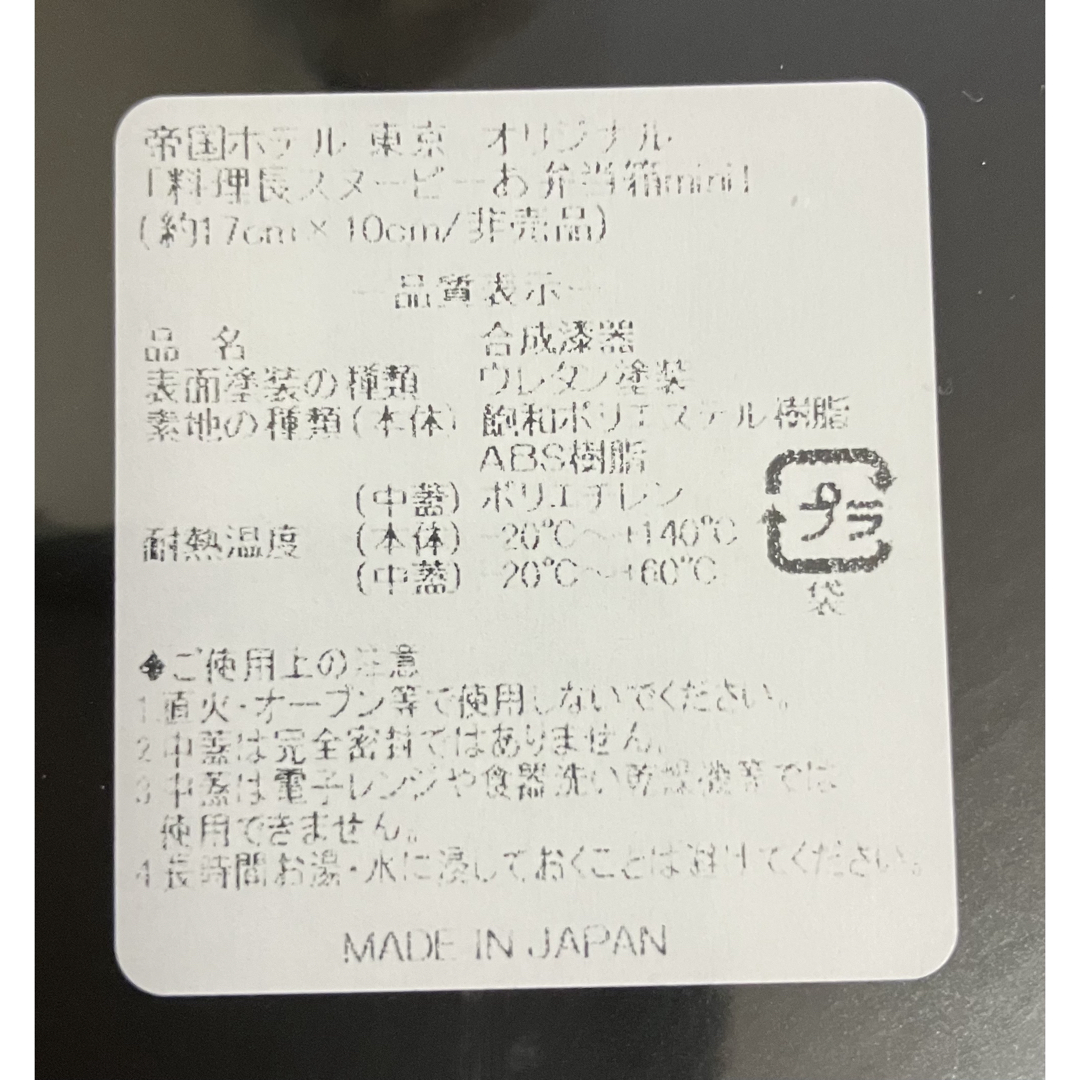 帝国ホテル 東京 オリジナル
「料理長スヌーピーお弁当箱mini」
(約17cm×10cm/非売品)
－品質表示－
品 名 合成漆器
表面塗装の種類 ウレタン塗装
素地の種類(本体) 飽和ポリエステル樹脂
ABS樹脂
(中蓋) ポリエチレン
耐熱温度 (本体) -20℃～+140℃
(中蓋) -20℃～+60℃
プラ
袋
◆ご使用上の注意
1.直火・オーブン等で使用しないでください。
2.中蓋は完全密封ではありません。
3.中蓋は電子レンジや食器洗い乾燥機等では
使用できません。
4.長時間お湯・水に浸しておくことは避けてください。
MADE IN JAPAN